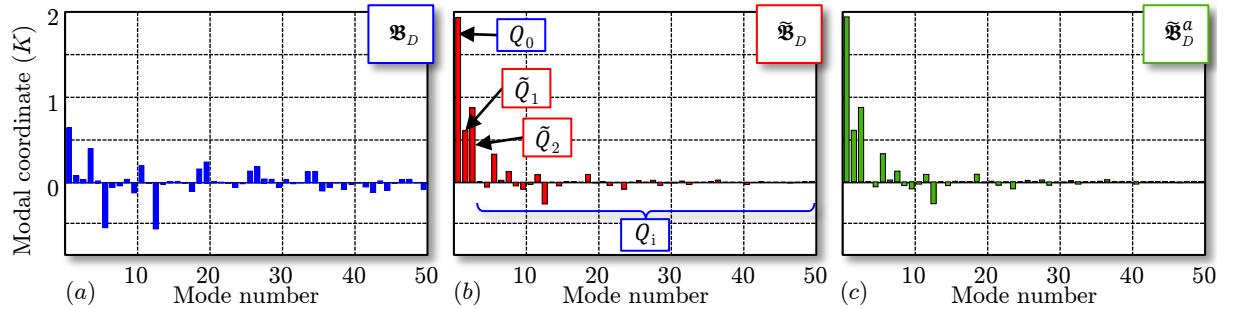 Modal coordinate (K)
2
1
0
𝕭_D
10 20 30 40 50
(a) Mode number
𝕭̃_D
Q_0
Q̃_1
Q̃_2
Q_i
10 20 30 40 50
(b) Mode number
𝕭̃_D^a
10 20 30 40 50
(c) Mode number